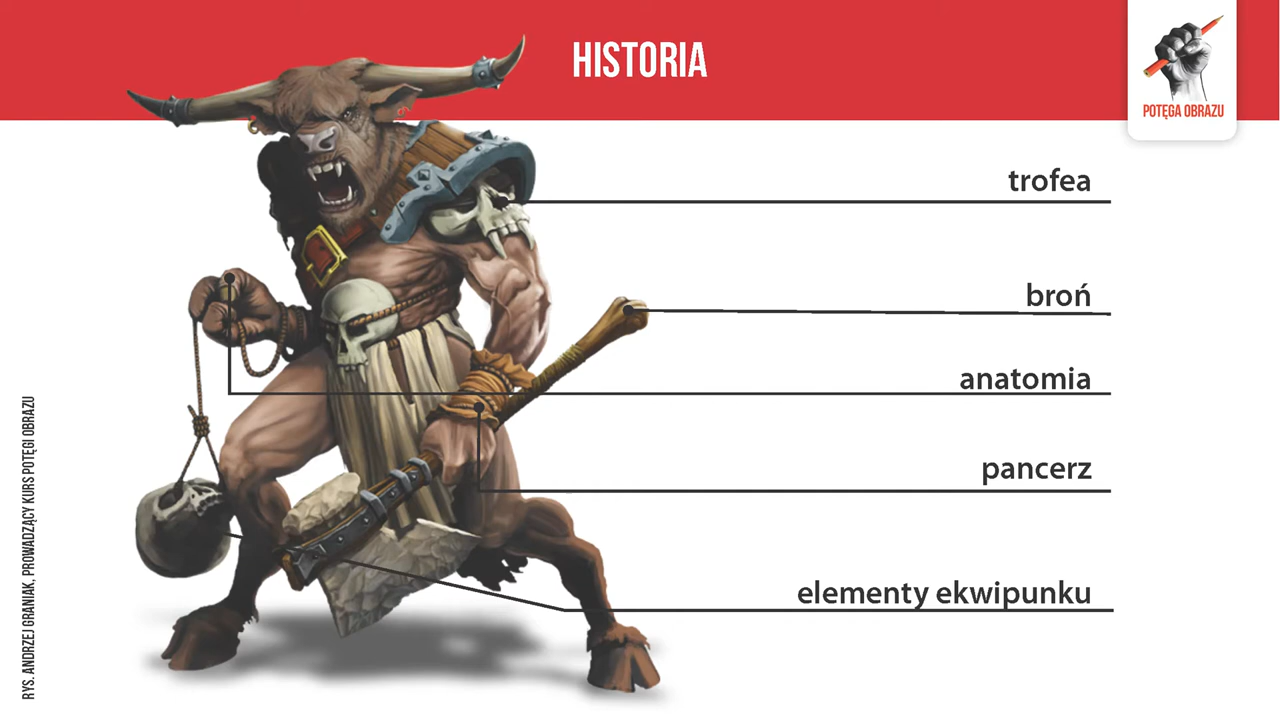 HISTORIA
POTĘGA OBRAZU
trofea
broń
anatomia
pancerz
elementy ekwipunku
RYS. ANDRZEJ GRANIAK, PROWADZĄCY KURS POTĘGI OBRAZU